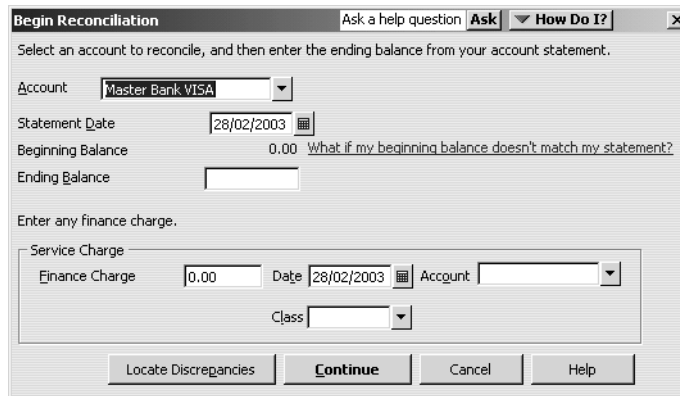 Begin Reconciliation Ask a help question Ask How Do I? x
Select an account to reconcile, and then enter the ending balance from your account statement.
Account Master Bank VISA
Statement Date 28/02/2003
Beginning Balance 0.00 What if my beginning balance doesn't match my statement?
Ending Balance
Enter any finance charge.
Service Charge
Finance Charge 0.00 Date 28/02/2003 Account
Class
Locate Discrepancies Continue Cancel Help